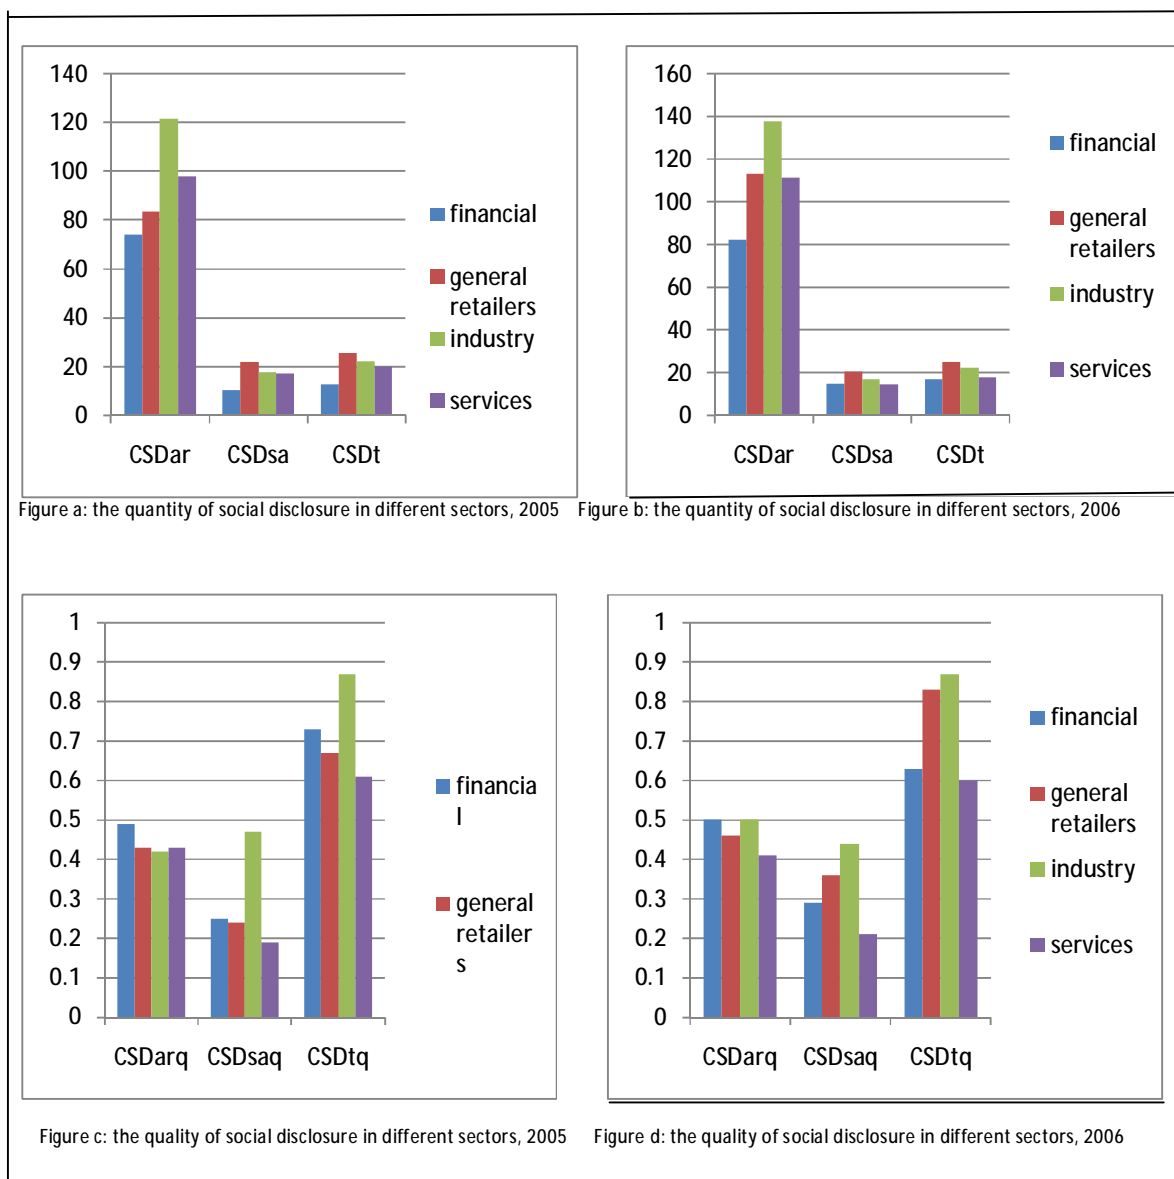 140
120
100
80
60
40
20
0
CSDar CSDsa CSDt
financial
general
retailers
industry
services
160
140
120
100
80
60
40
20
0
CSDar CSDsa CSDt
financial
general
retailers
industry
services
Figure a: the quantity of social disclosure in different sectors, 2005
Figure b: the quantity of social disclosure in different sectors, 2006
1
0.9
0.8
0.7
0.6
0.5
0.4
0.3
0.2
0.1
0
CSDarq CSDsaq CSDtq
financia
l
general
retailer
s
1
0.9
0.8
0.7
0.6
0.5
0.4
0.3
0.2
0.1
0
CSDarq CSDsaq CSDtq
financial
general
retailers
industry
services
Figure c: the quality of social disclosure in different sectors, 2005
Figure d: the quality of social disclosure in different sectors, 2006